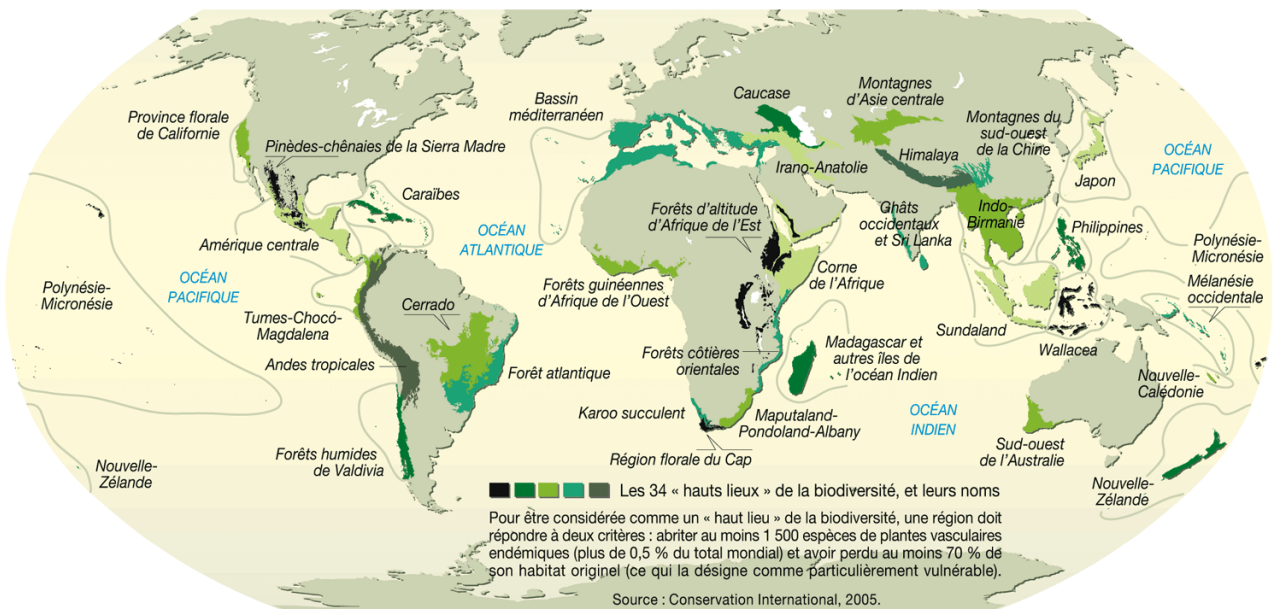 Province florale
de Californie
Pinèdes-chênaies de la Sierra Madre
Caraïbes
Amérique centrale
OCÉAN
PACIFIQUE
Polynésie-
Micronésie
Tumes-Chocó-
Magdalena
Andes tropicales
Cerrado
Forêt atlantique
Forêts humides
de Valdivia
Nouvelle-
Zélande
OCÉAN
ATLANTIQUE
Bassin
méditerranéen
Caucase
Montagnes
d'Asie centrale
Montagnes du
sud-ouest
de la Chine
Irano-Anatolie
Himalaya
Japon
OCÉAN
PACIFIQUE
Forêts d'altitude
d'Afrique de l'Est
Ghâts
occidentaux
et Sri Lanka
Indo-
Birmanie
Philippines
Polynésie-
Micronésie
Mélanésie
occidentale
Forêts guinéennes
d'Afrique de l'Ouest
Corne
de l'Afrique
Sundaland
Wallacea
Forêts côtières
orientales
Madagascar et
autres îles de
l'océan Indien
Nouvelle-
Calédonie
Karoo succulent
Maputaland-
Pondoland-Albany
OCÉAN
INDIEN
Région florale du Cap
Sud-ouest
de l'Australie
Nouvelle-
Zélande
Les 34 « hauts lieux » de la biodiversité, et leurs noms
Pour être considérée comme un « haut lieu » de la biodiversité, une région doit
répondre à deux critères : abriter au moins 1 500 espèces de plantes vasculaires
endémiques (plus de 0,5 % du total mondial) et avoir perdu au moins 70 % de
son habitat originel (ce qui la désigne comme particulièrement vulnérable).
Source : Conservation International, 2005.